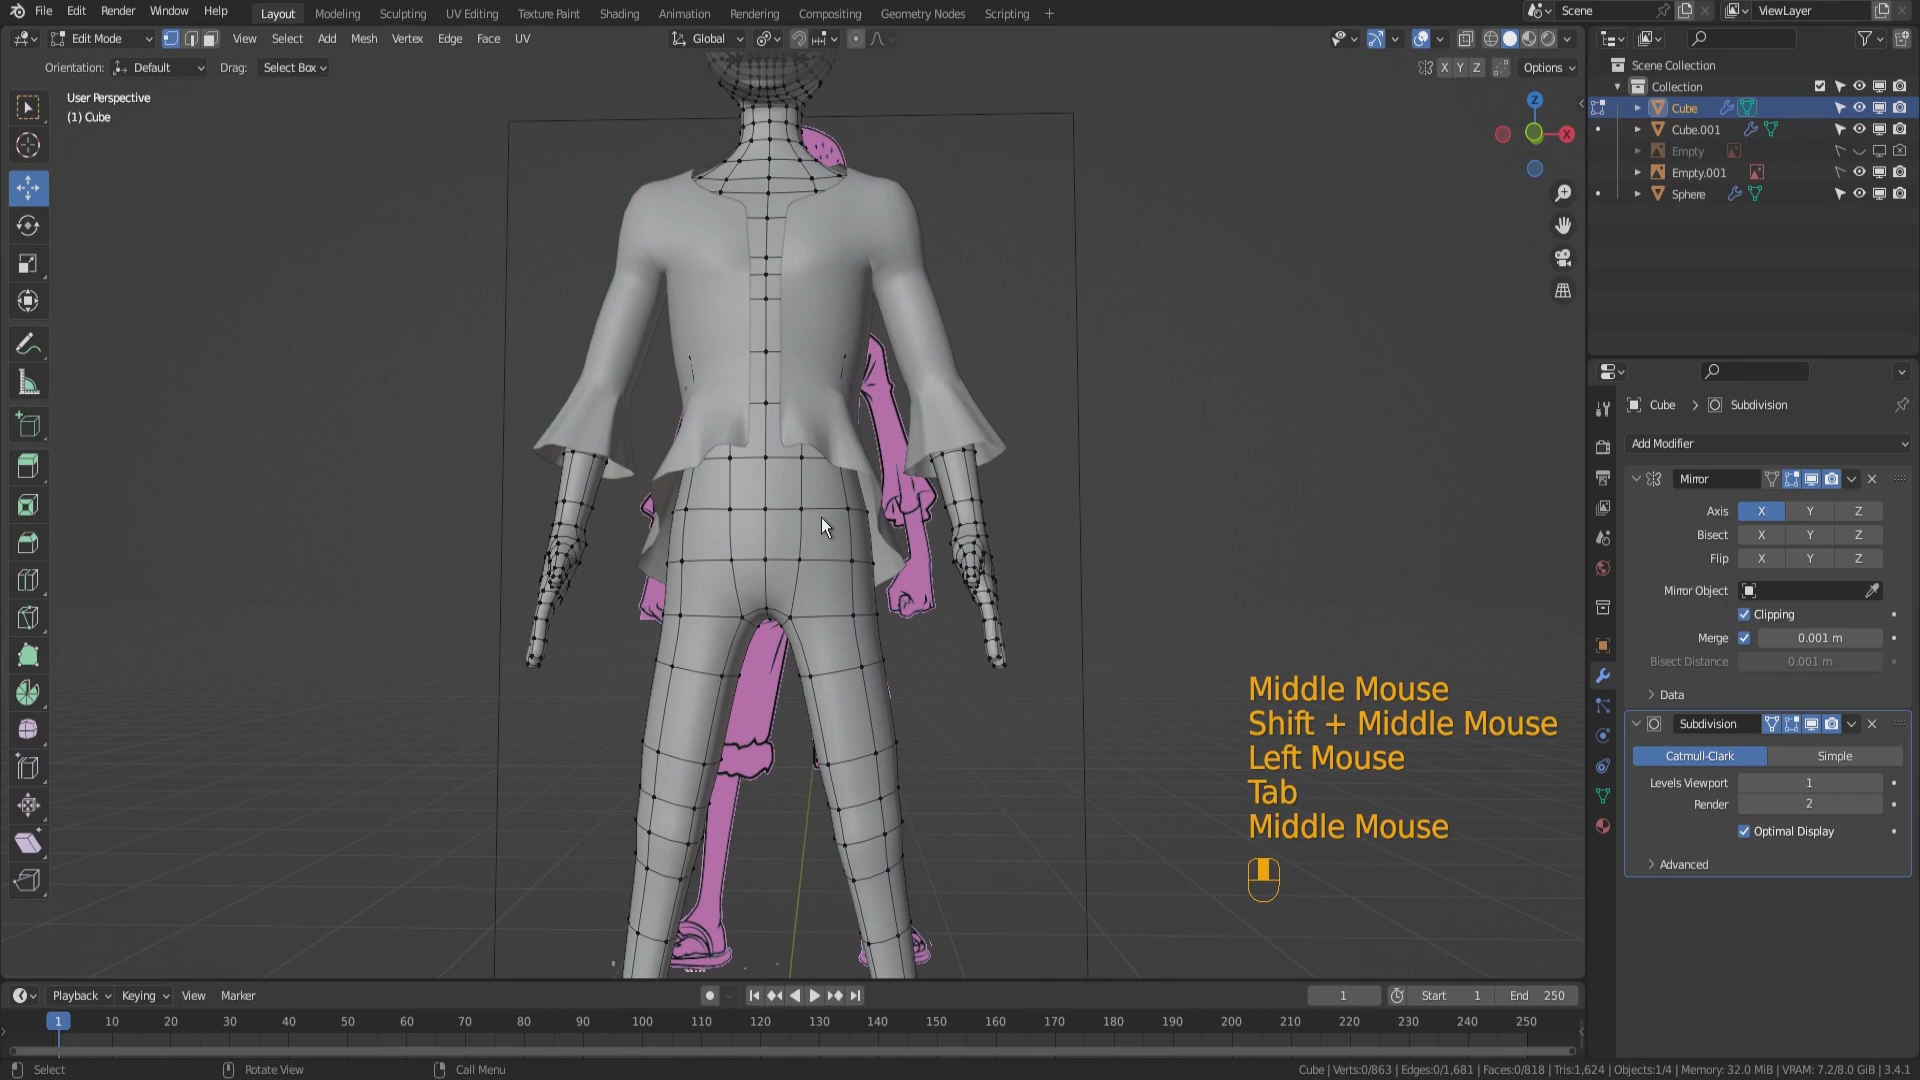 File Edit Render Window Help Layout Modeling Sculpting UV Editing Texture Paint Shading Animation Rendering Compositing Geometry Nodes Scripting + Scene ViewLayer
Edit Mode View Select Add Mesh Vertex Edge Face UV Global
Orientation: Default Drag: Select Box X Y Z Options
User Perspective
(1) Cube
Z
X
Scene Collection
Collection
Cube
Cube.001
Empty
Empty.001
Sphere
Cube > Subdivision
Add Modifier
Mirror
Axis X Y Z
Bisect X Y Z
Flip X Y Z
Mirror Object
Clipping
Merge 0.001 m
Bisect Distance 0.001 m
Data
Subdivision
Catmull-Clark Simple
Levels Viewport 1
Render 2
Optimal Display
Advanced
Middle Mouse
Shift + Middle Mouse
Left Mouse
Tab
Middle Mouse
Playback Keying View Marker 1 Start 1 End 250
1 10 20 30 40 50 60 70 80 90 100 110 120 130 140 150 160 170 180 190 200 210 220 230 240 250
Select Rotate View Call Menu Cube | Verts:0/863 | Edges:0/1,681 | Faces:0/818 | Tris:1,624 | Objects:1/4 | Memory: 32.0 MiB | VRAM: 7.2/8.0 GiB | 3.4.1